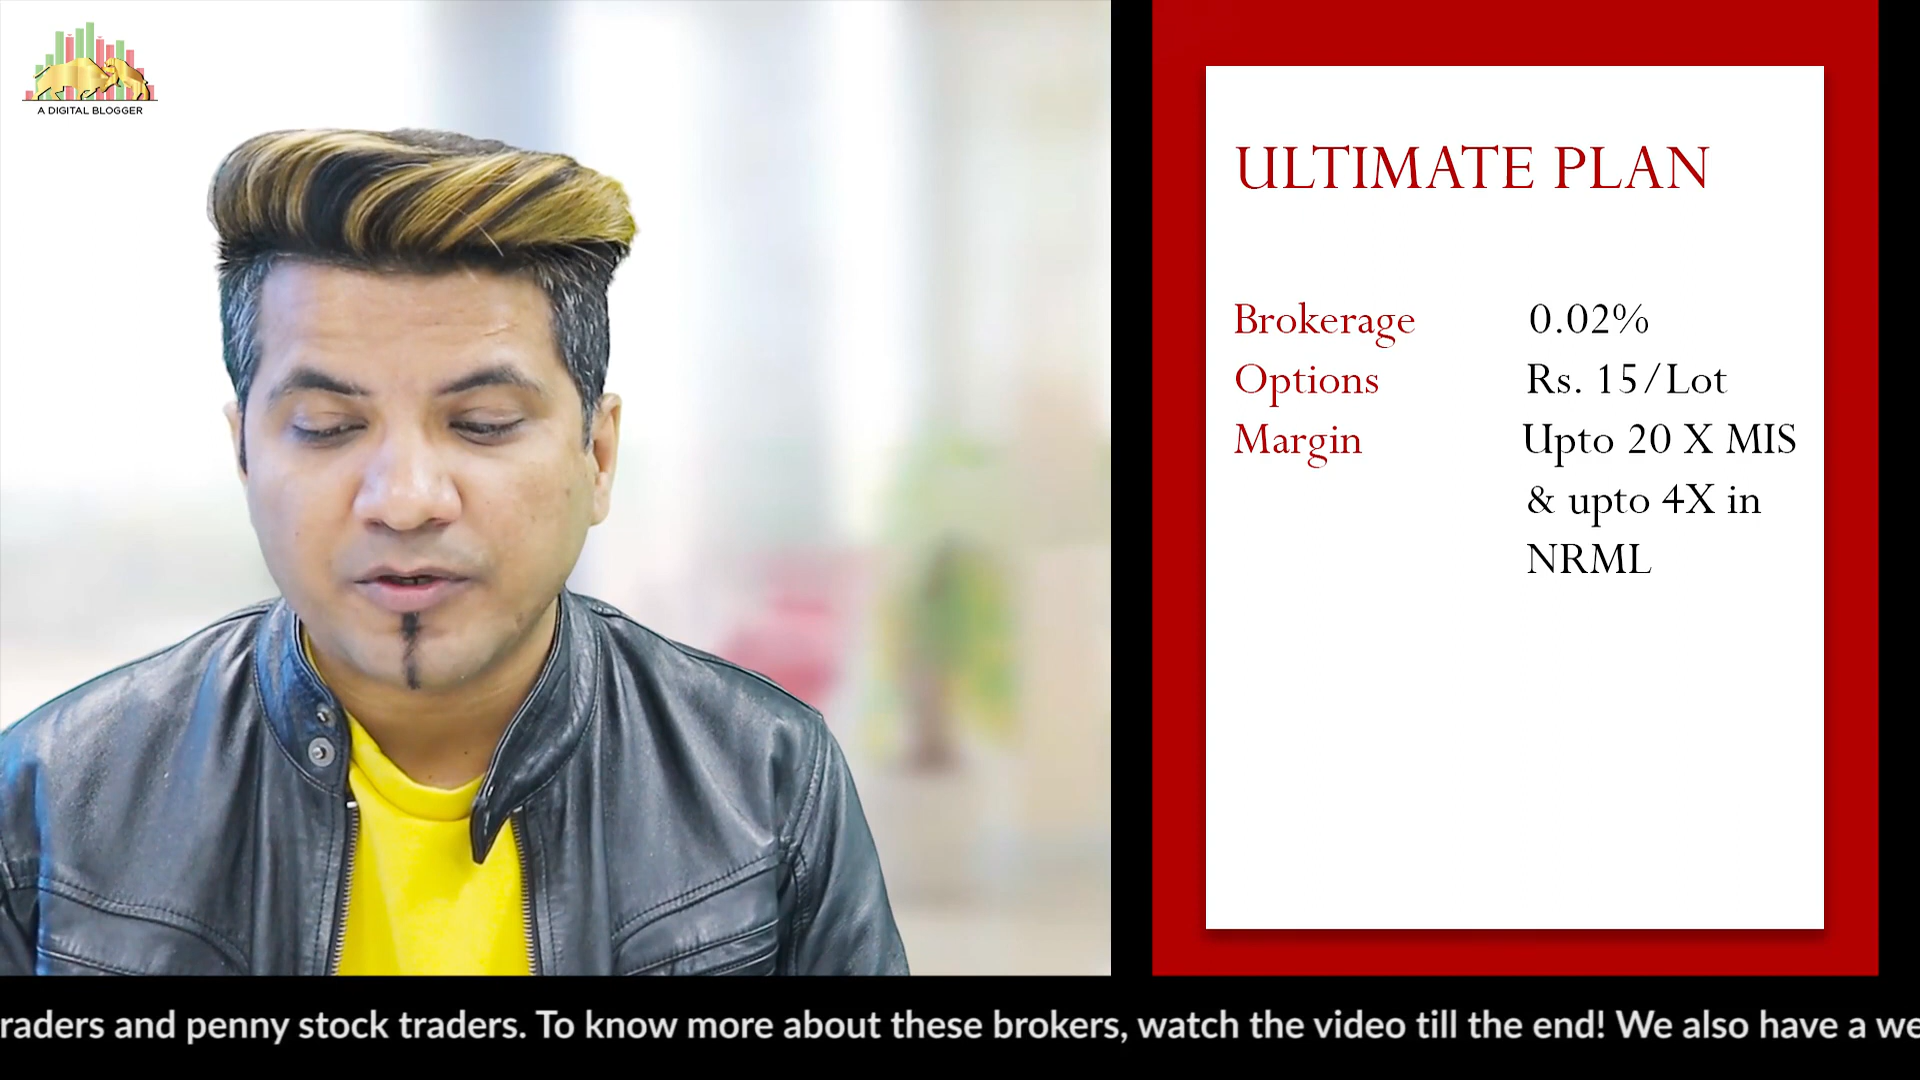 A DIGITAL BLOGGER
ULTIMATE PLAN
Brokerage 0.02%
Options Rs. 15/Lot
Margin Upto 20 X MIS
& upto 4X in
NRML
raders and penny stock traders. To know more about these brokers, watch the video till the end! We also have a we